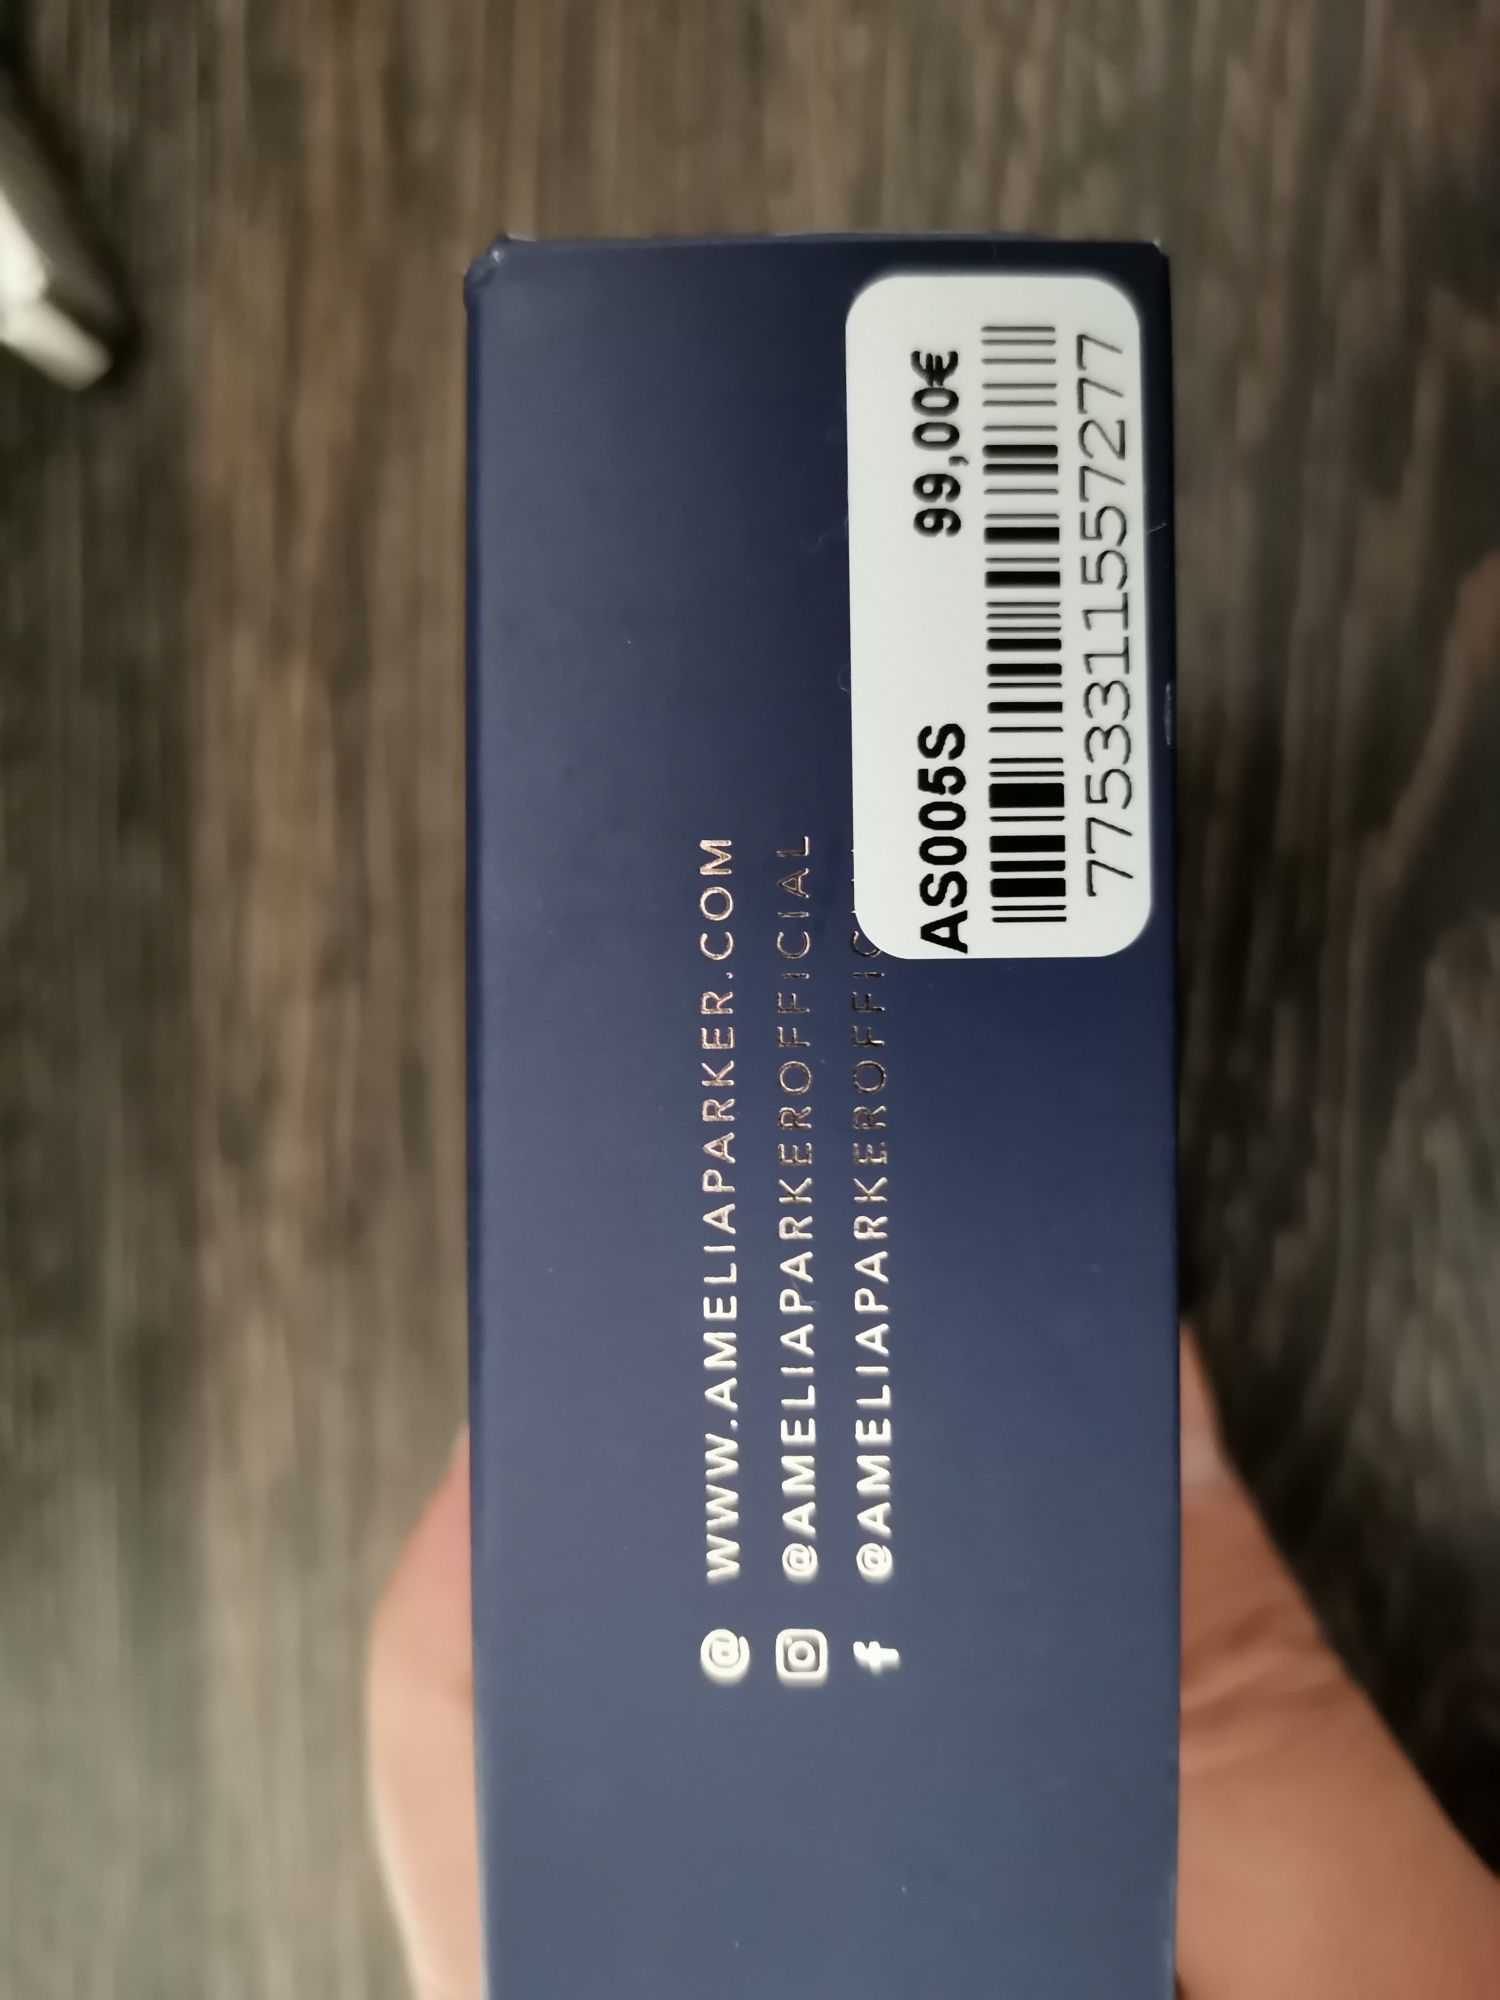 WWW.AMELIAPARKER.COM
@AMELIAPARKEROFFICIAL
@AMELIAPARKEROFFIC
AS005S 99,00€
7753311557277